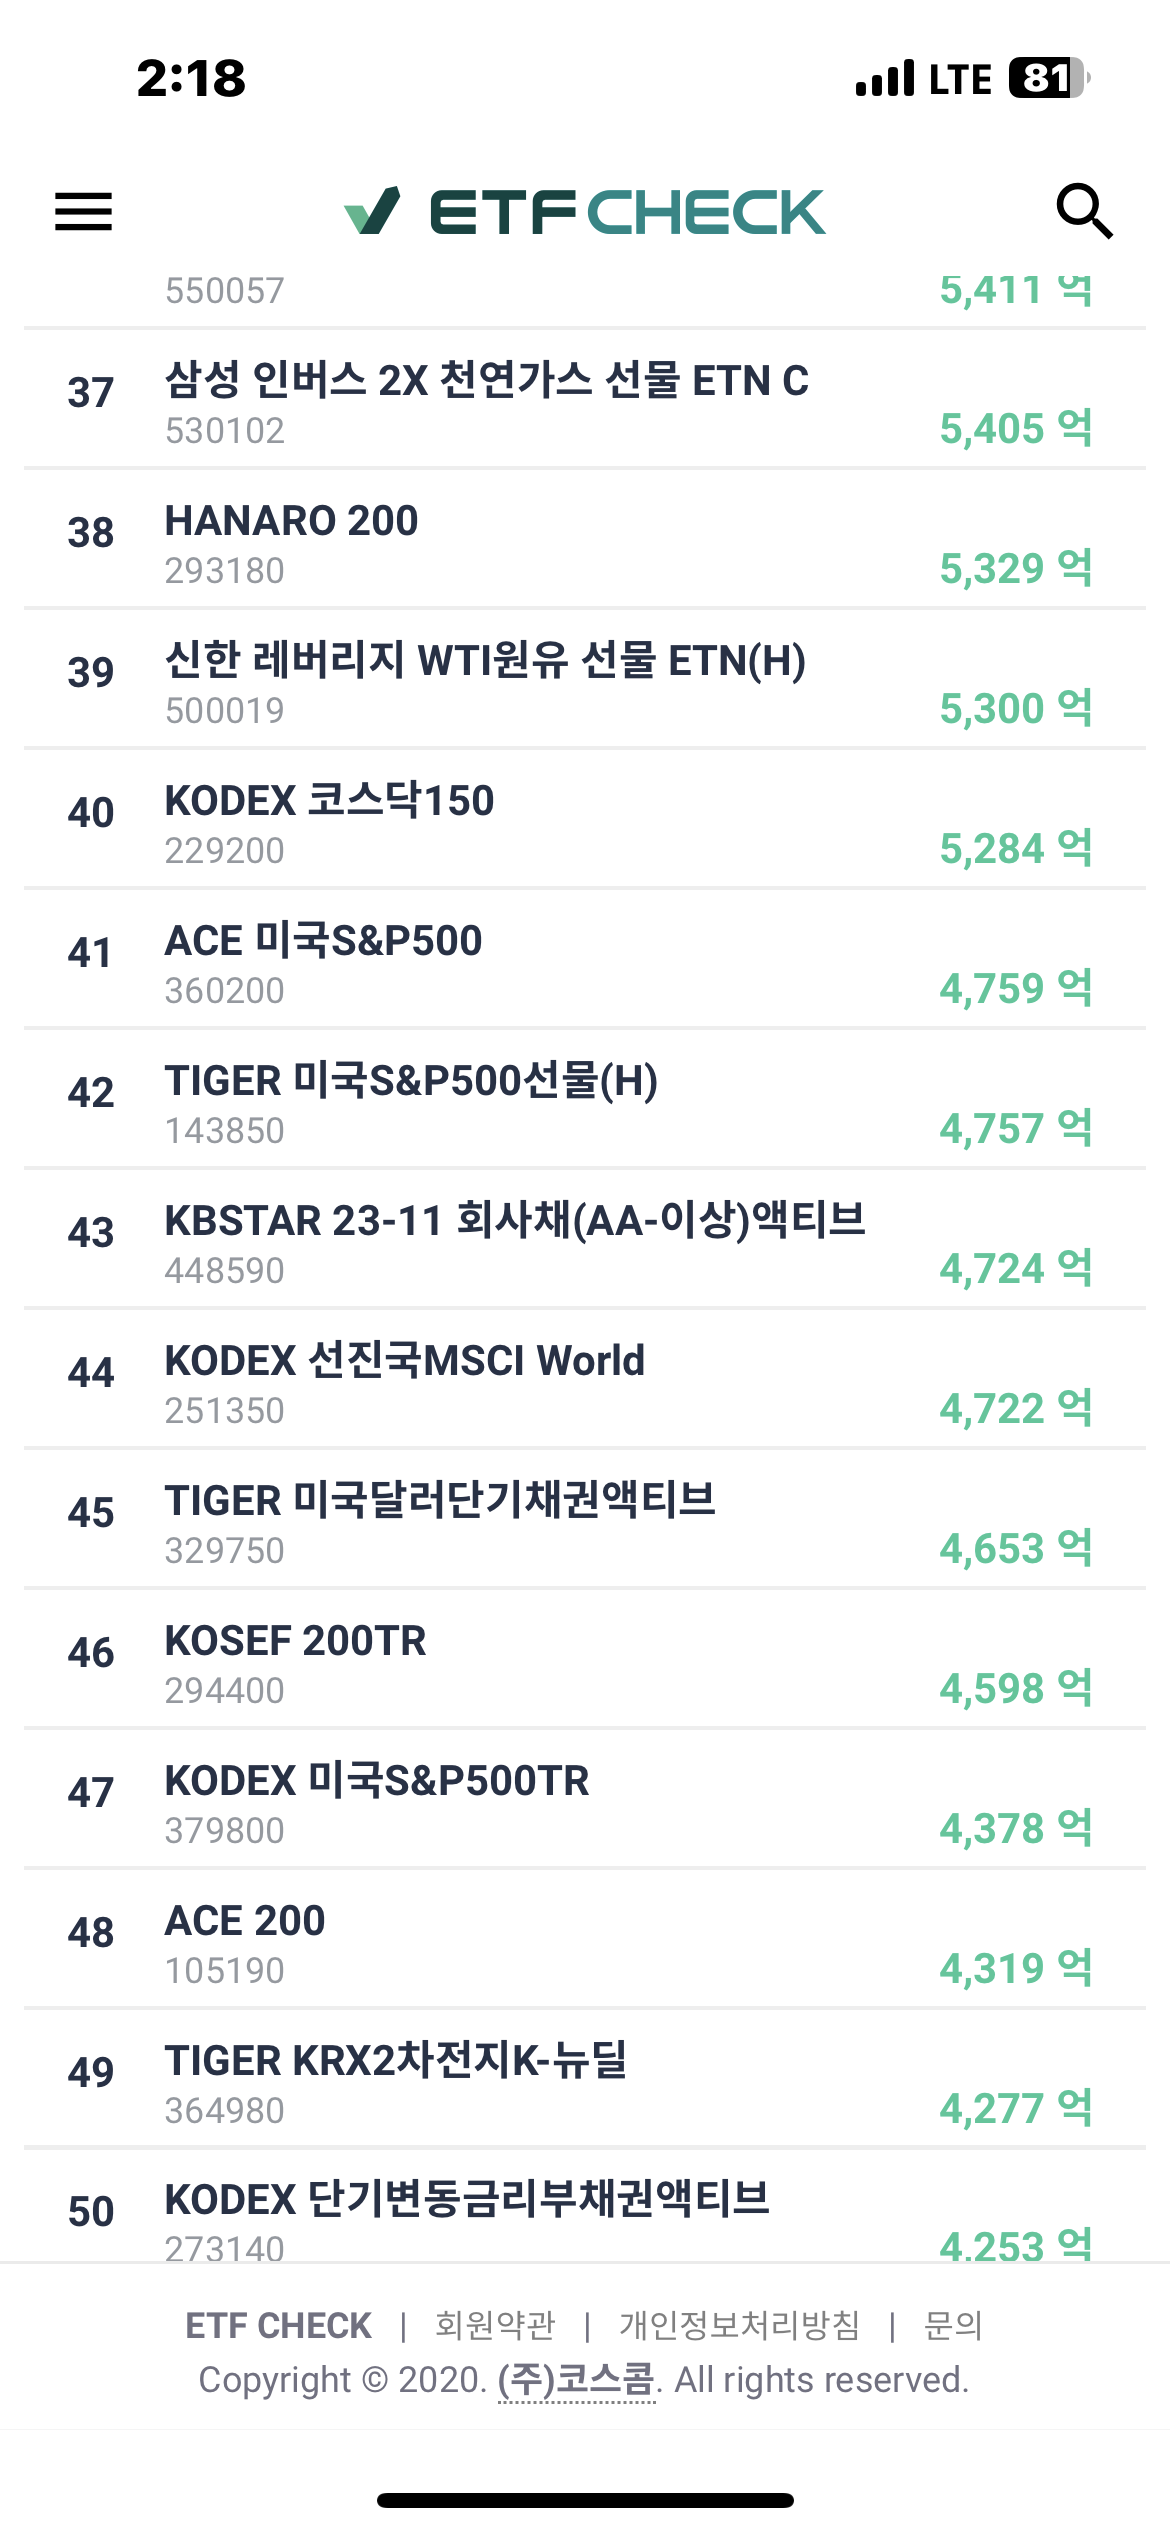 2:18 LTE 81
ETF CHECK
550057
5,411 억
37 삼성 인버스 2X 천연가스 선물 ETN C
530102
5,405 억
38 HANARO 200
293180
5,329 억
39 신한 레버리지 WTI원유 선물 ETN(H)
500019
5,300 억
40 KODEX 코스닥150
229200
5,284 억
41 ACE 미국S&P500
360200
4,759 억
42 TIGER 미국S&P500선물(H)
143850
4,757 억
43 KBSTAR 23-11 회사채(AA-이상)액티브
448590
4,724 억
44 KODEX 선진국MSCI World
251350
4,722 억
45 TIGER 미국달러단기채권액티브
329750
4,653 억
46 KOSEF 200TR
294400
4,598 억
47 KODEX 미국S&P500TR
379800
4,378 억
48 ACE 200
105190
4,319 억
49 TIGER KRX2차전지K-뉴딜
364980
4,277 억
50 KODEX 단기변동금리부채권액티브
273140
4,253 억
ETF CHECK | 회원약관 | 개인정보처리방침 | 문의
Copyright © 2020. (주)코스콤. All rights reserved.